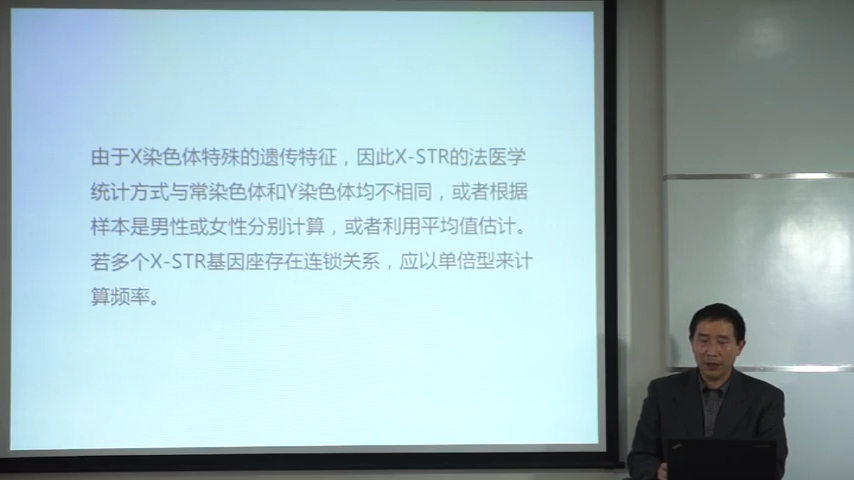 由于X染色体特殊的遗传特征，因此X-STR的法医学
统计方式与常染色体和Y染色体均不相同，或者根据
样本是男性或女性分别计算，或者利用平均值估计。
若多个X-STR基因座存在连锁关系，应以单倍型来计
算频率。